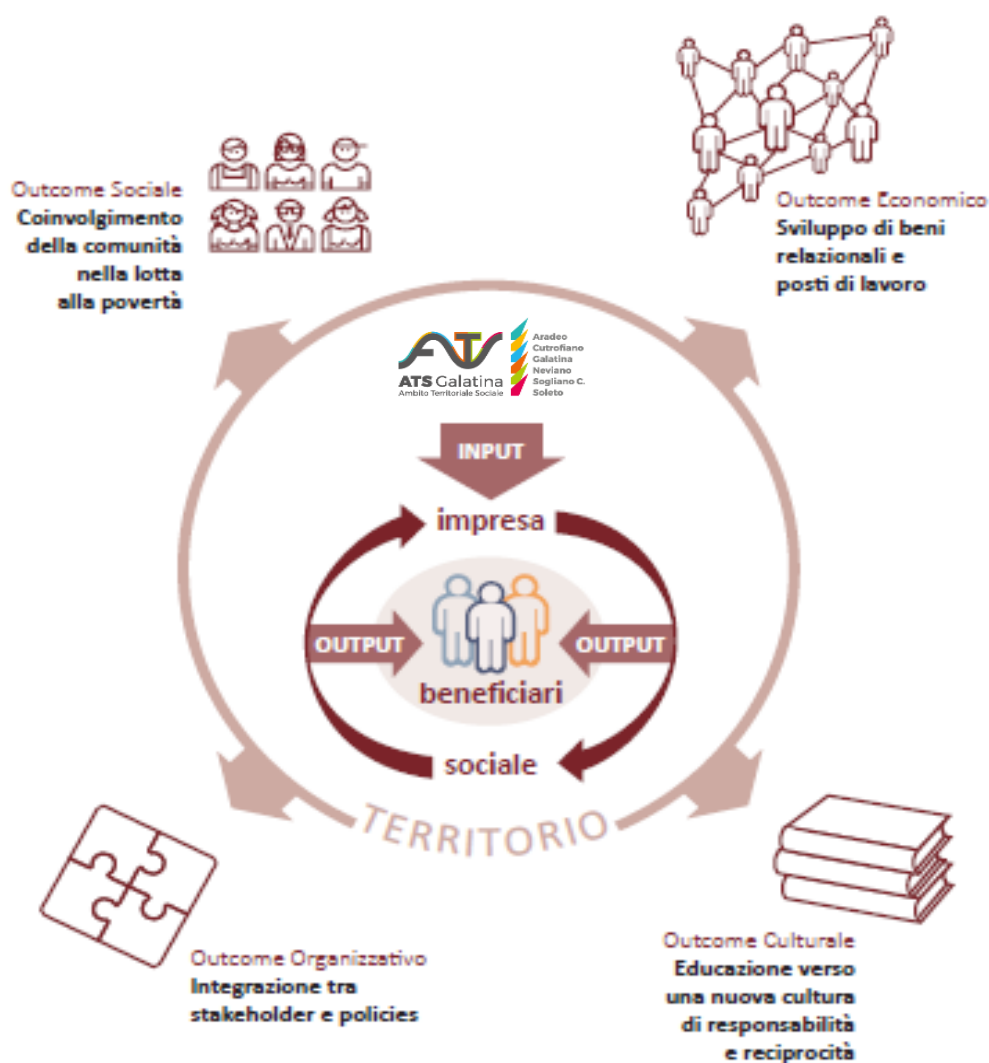 Outcome Sociale
Coinvolgimento
della comunità
nella lotta
alla povertà
Outcome Economico
Sviluppo di beni
relazionali e
posti di lavoro
ATS Galatina
Ambito Territoriale Sociale
Aradeo
Cutrofiano
Galatina
Neviano
Sogliano C.
Soleto
INPUT
impresa
OUTPUT
OUTPUT
beneficiari
sociale
TERRITORIO
Outcome Organizzativo
Integrazione tra
stakeholder e policies
Outcome Culturale
Educazione verso
una nuova cultura
di responsabilità
e reciprocità